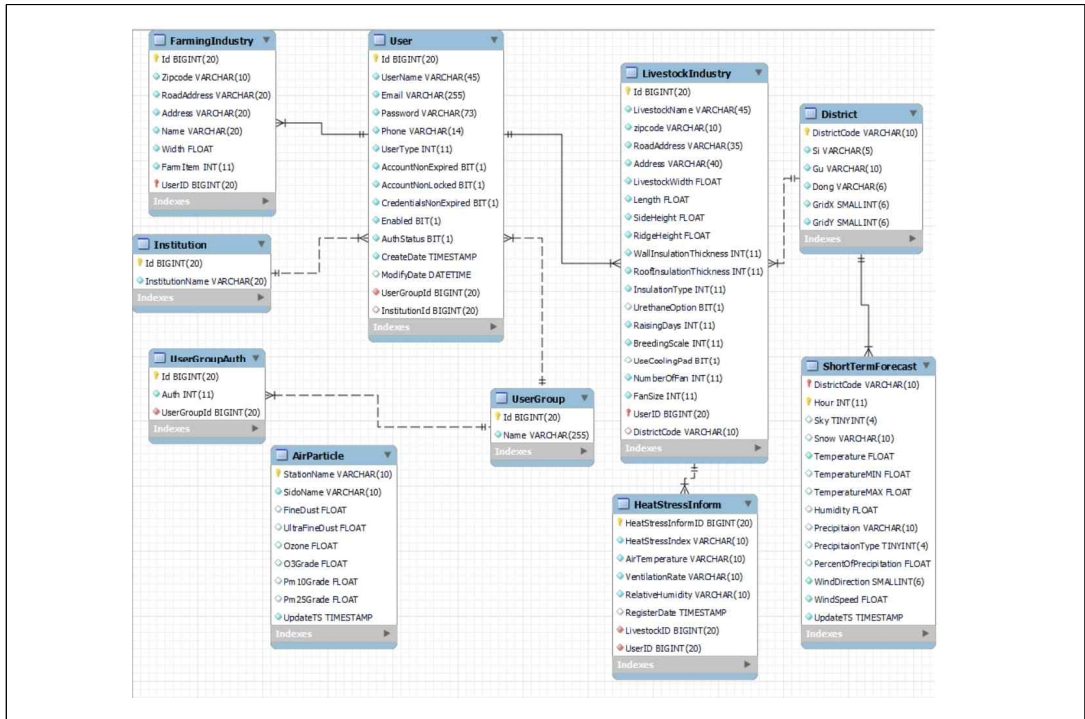 FarmingIndustry
Id BIGINT(20)
Zipcode VARCHAR(10)
RoadAddress VARCHAR(20)
Address VARCHAR(20)
Name VARCHAR(20)
Width FLOAT
FarmItem INT(11)
UserID BIGINT(20)
Indexes
User
Id BIGINT(20)
UserName VARCHAR(45)
Email VARCHAR(255)
Password VARCHAR(73)
Phone VARCHAR(14)
UserType INT(11)
AccountNonExpired BIT(1)
AccountNonLocked BIT(1)
CredentialsNonExpired BIT(1)
Enabled BIT(1)
AuthStatus BIT(1)
CreateDate TIMESTAMP
ModifyDate DATETIME
UserGroupId BIGINT(20)
InstitutionId BIGINT(20)
Indexes
LivestockIndustry
Id BIGINT(20)
LivestockName VARCHAR(45)
zipcode VARCHAR(10)
RoadAddress VARCHAR(35)
Address VARCHAR(40)
LivestockWidth FLOAT
Length FLOAT
SideHeight FLOAT
RidgeHeight FLOAT
WallInsulationThickness INT(11)
RoofInsulationThickness INT(11)
InsulationType INT(11)
UrethaneOption BIT(1)
RaisingDays INT(11)
BreedingScale INT(11)
UseCoolingPad BIT(1)
NumberOfFan INT(11)
FanSize INT(11)
UserID BIGINT(20)
DistrictCode VARCHAR(10)
Indexes
District
DistrictCode VARCHAR(10)
Si VARCHAR(5)
Gu VARCHAR(10)
Dong VARCHAR(6)
GridX SMALLINT(6)
GridY SMALLINT(6)
Indexes
Institution
Id BIGINT(20)
InstitutionName VARCHAR(20)
Indexes
UserGroupAuth
Id BIGINT(20)
Auth INT(11)
UserGroupId BIGINT(20)
Indexes
UserGroup
Id BIGINT(20)
Name VARCHAR(255)
Indexes
AirParticle
StationName VARCHAR(10)
SidoName VARCHAR(10)
FineDust FLOAT
UltraFineDust FLOAT
Ozone FLOAT
O3Grade FLOAT
Pm10Grade FLOAT
Pm25Grade FLOAT
UpdateTS TIMESTAMP
Indexes
HeatStressInform
HeatStressInformID BIGINT(20)
HeatStressIndex VARCHAR(10)
AirTemperature VARCHAR(10)
VentilationRate VARCHAR(10)
RelativeHumidity VARCHAR(10)
RegisterDate TIMESTAMP
LivestockID BIGINT(20)
UserID BIGINT(20)
Indexes
ShortTermForecast
DistrictCode VARCHAR(10)
Hour INT(11)
Sky TINYINT(4)
Snow VARCHAR(10)
Temperature FLOAT
TemperatureMIN FLOAT
TemperatureMAX FLOAT
Humidity FLOAT
Precipitaion VARCHAR(10)
PrecipitaionType TINYINT(4)
PercentOfPrecipitation FLOAT
WindDirection SMALLINT(6)
WindSpeed FLOAT
UpdateTS TIMESTAMP
Indexes